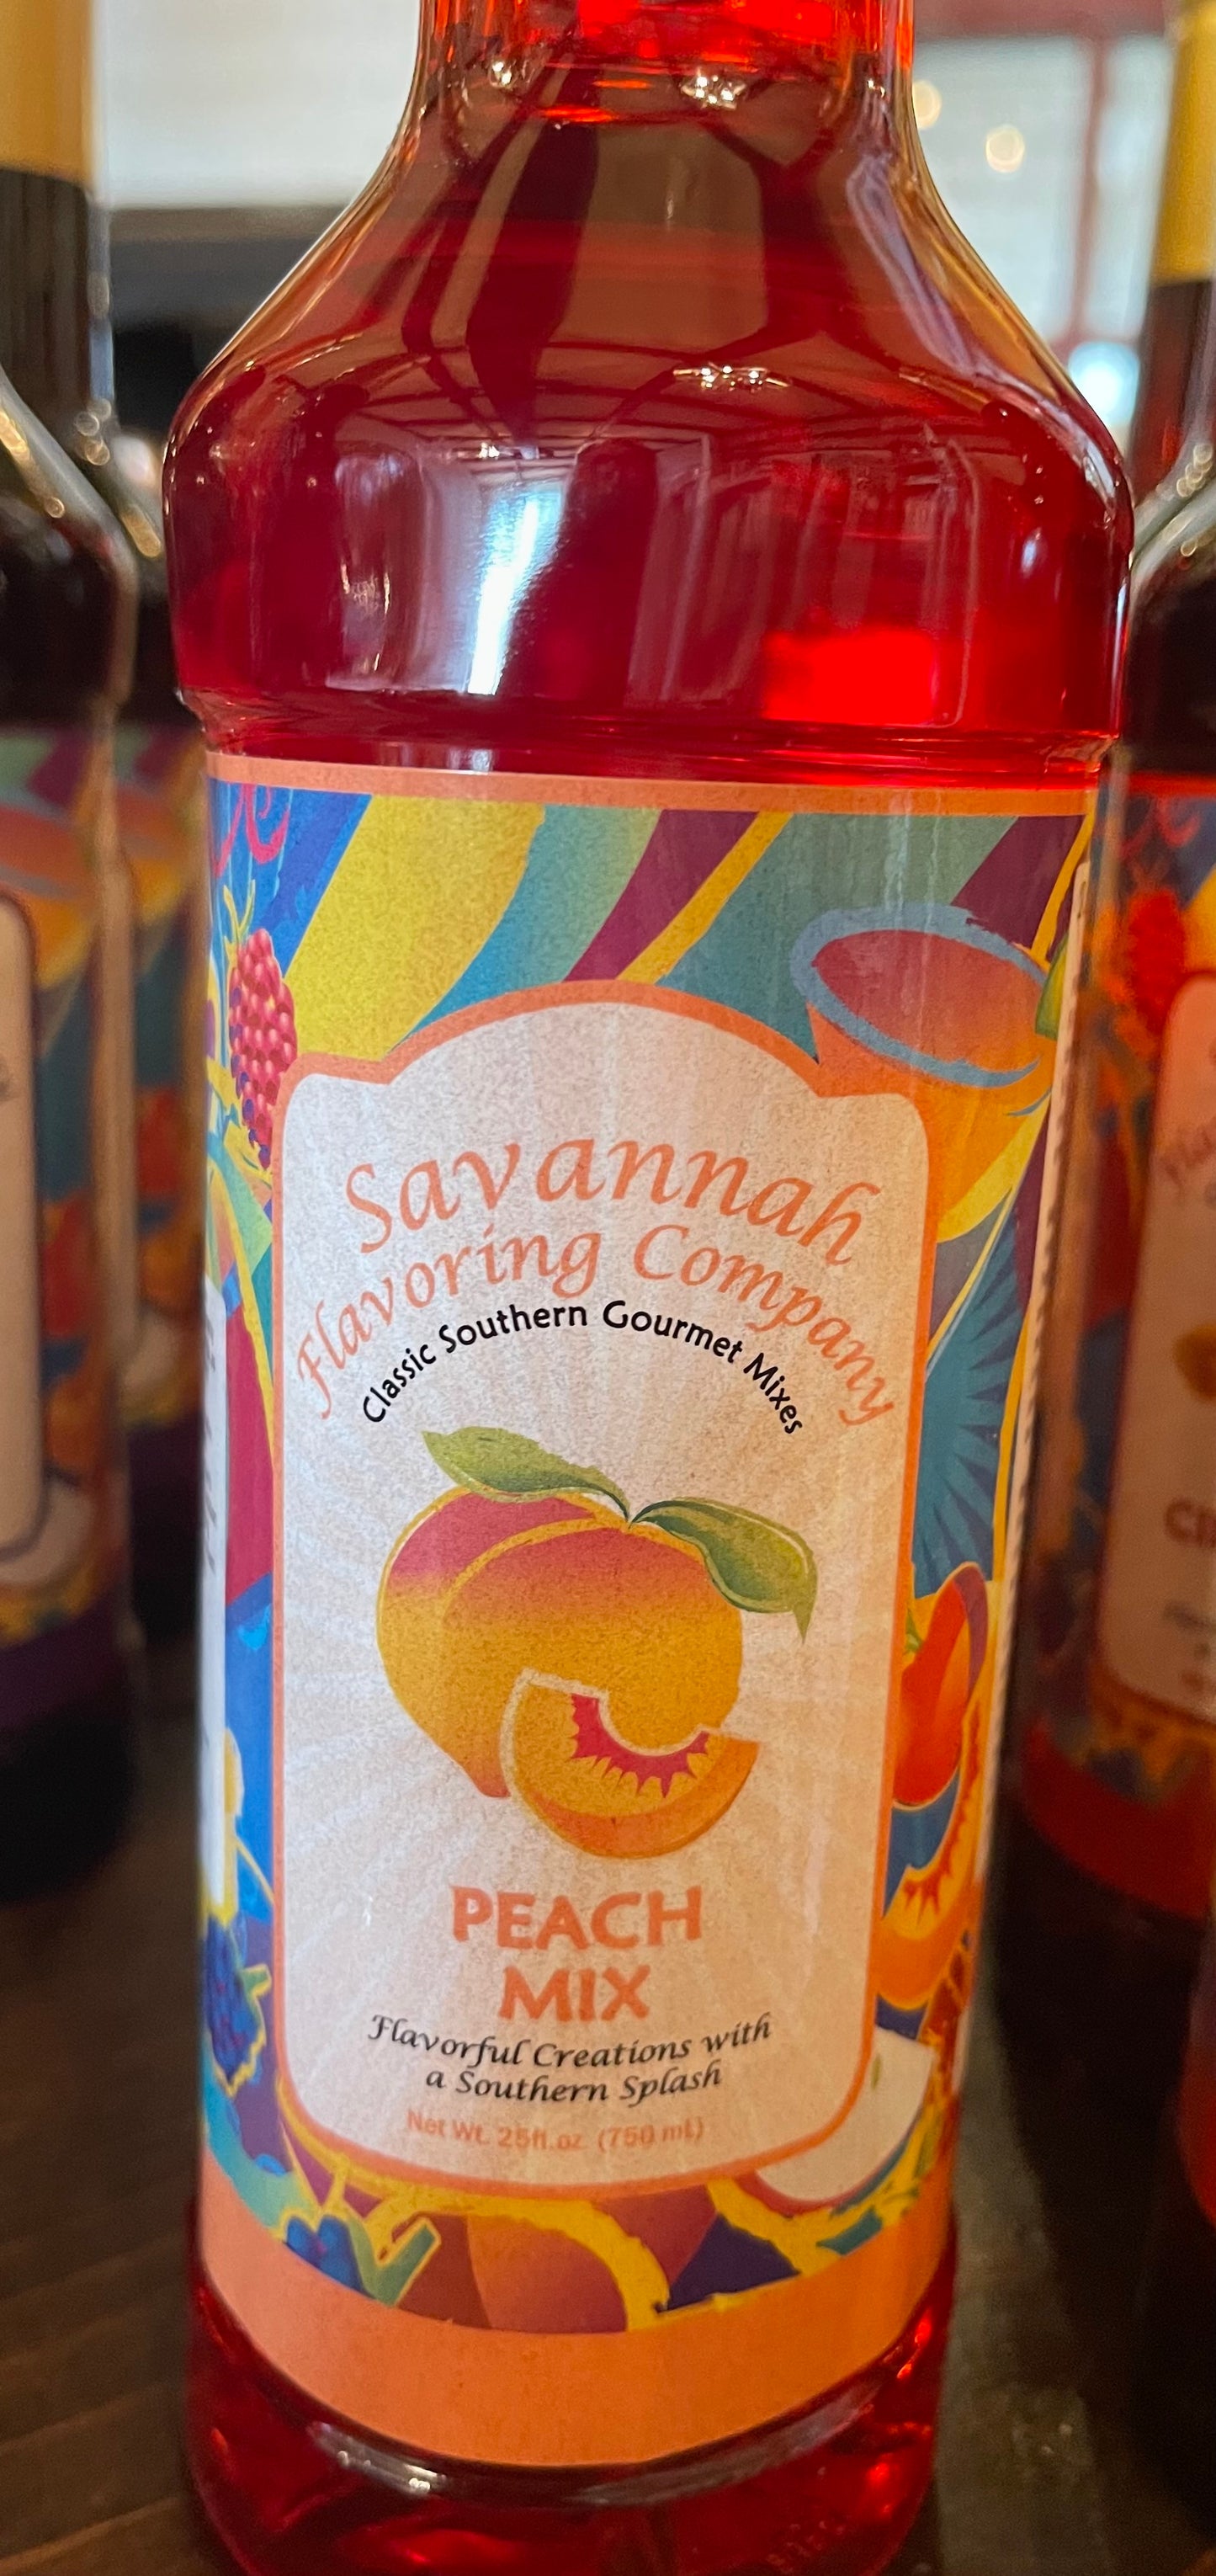 Savannah
Flavoring Company
Classic Southern Gourmet Mixes
PEACH
MIX
Flavorful Creations with
a Southern Splash
Net Wt. 25fl.oz. (750 mL)